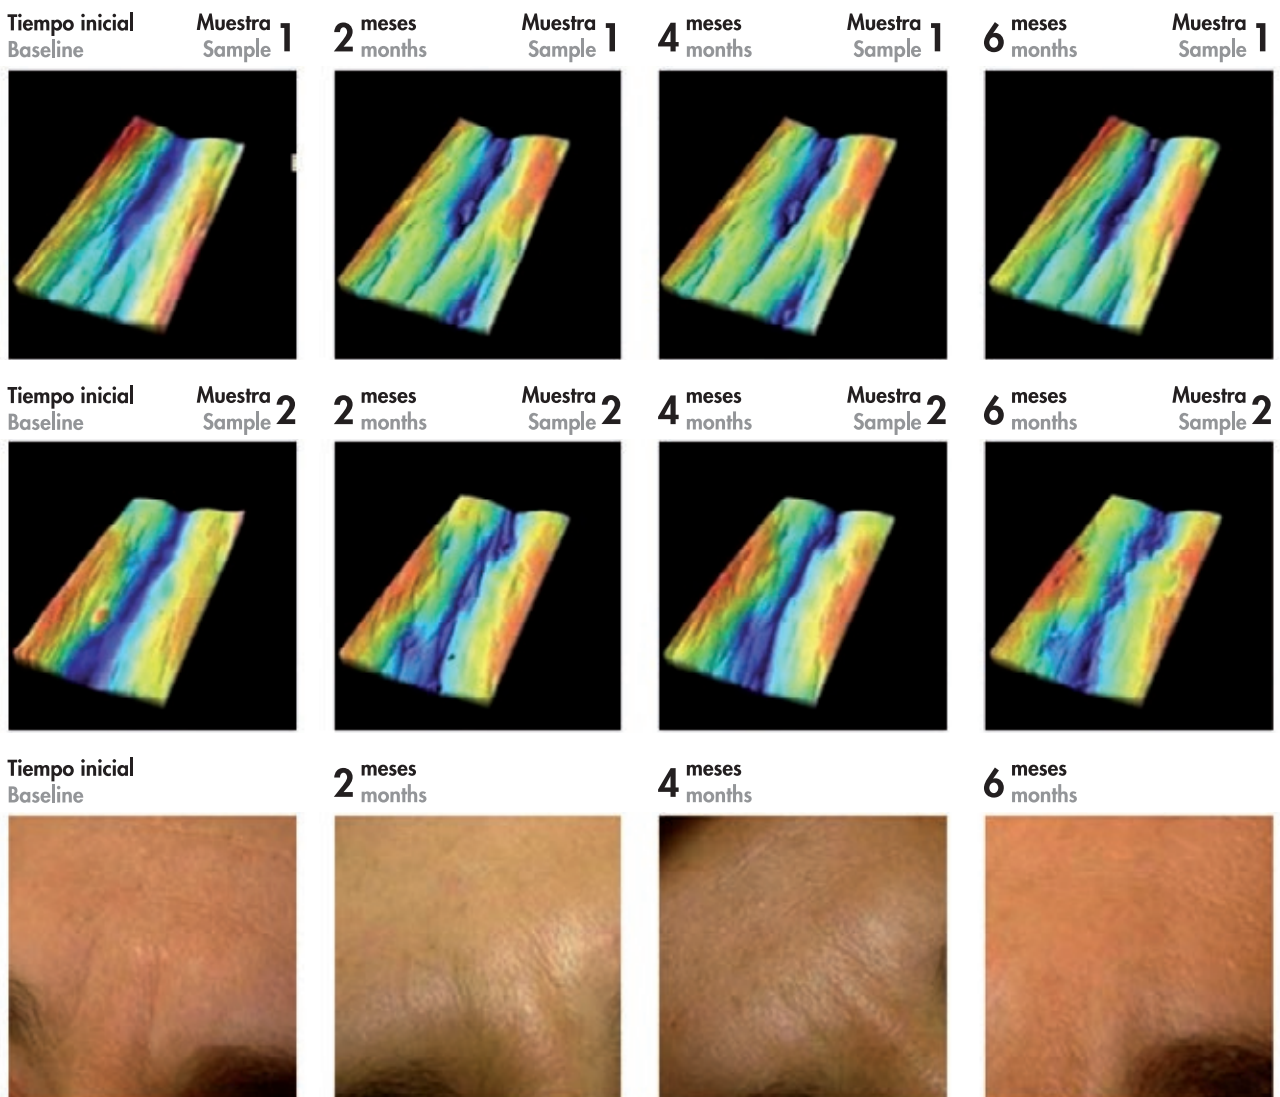 Tiempo inicial Muestra 1
Baseline Sample
2 meses Muestra 1
months Sample
4 meses Muestra 1
months Sample
6 meses Muestra 1
months Sample
Tiempo inicial Muestra 2
Baseline Sample
2 meses Muestra 2
months Sample
4 meses Muestra 2
months Sample
6 meses Muestra 2
months Sample
Tiempo inicial
Baseline
2 meses
months
4 meses
months
6 meses
months